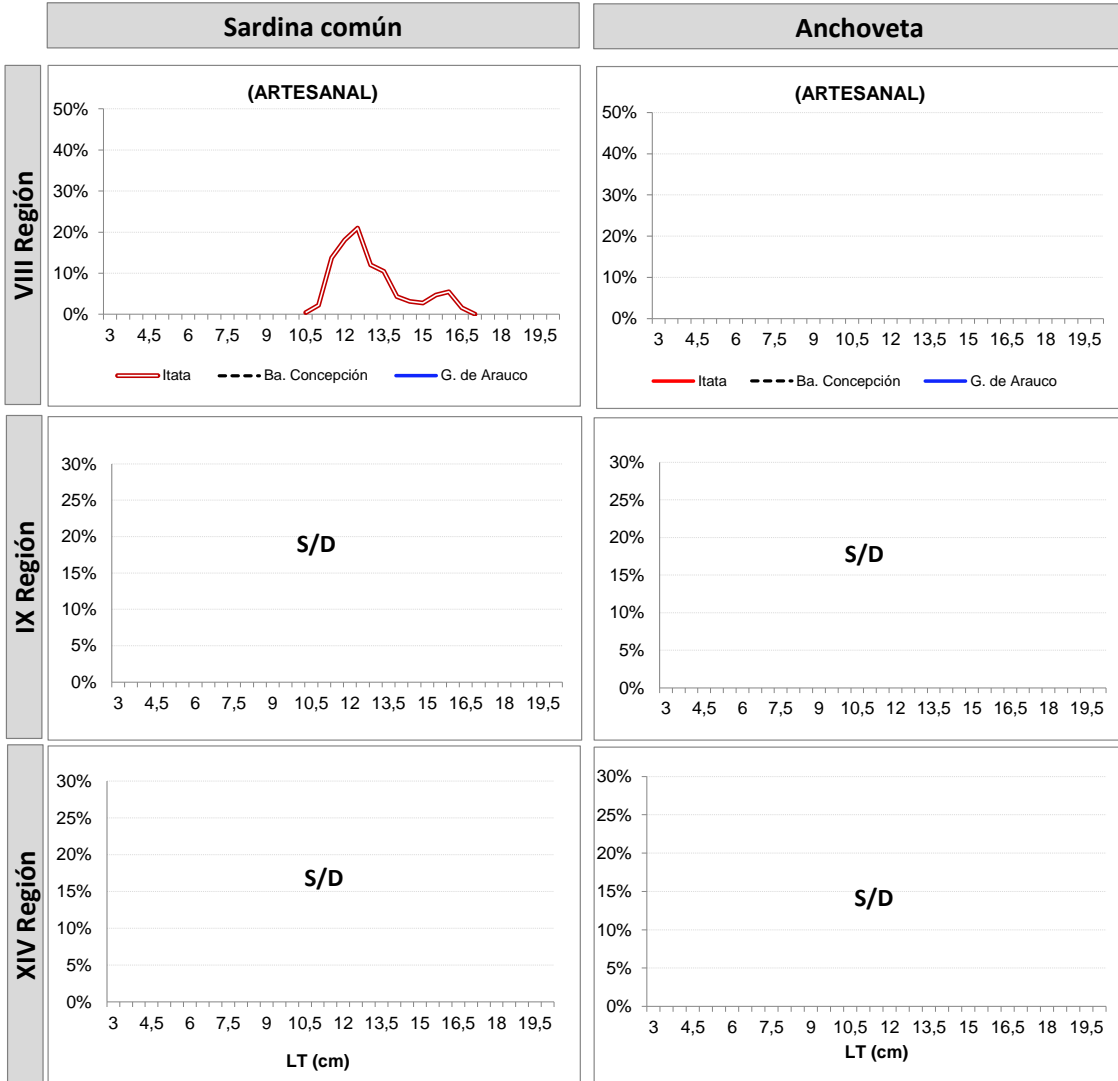 Sardina común
Anchoveta
VIII Región
(ARTESANAL)
50%
40%
30%
20%
10%
0%
3 4,5 6 7,5 9 10,5 12 13,5 15 16,5 18 19,5
Itata Ba. Concepción G. de Arauco
(ARTESANAL)
50%
40%
30%
20%
10%
0%
3 4,5 6 7,5 9 10,5 12 13,5 15 16,5 18 19,5
Itata Ba. Concepción G. de Arauco
IX Región
30%
25%
20%
15%
10%
5%
0%
S/D
3 4,5 6 7,5 9 10,5 12 13,5 15 16,5 18 19,5
30%
25%
20%
15%
10%
5%
0%
S/D
3 4,5 6 7,5 9 10,5 12 13,5 15 16,5 18 19,5
XIV Región
30%
25%
20%
15%
10%
5%
0%
S/D
3 4,5 6 7,5 9 10,5 12 13,5 15 16,5 18 19,5
LT (cm)
30%
25%
20%
15%
10%
5%
0%
S/D
3 4,5 6 7,5 9 10,5 12 13,5 15 16,5 18 19,5
LT (cm)